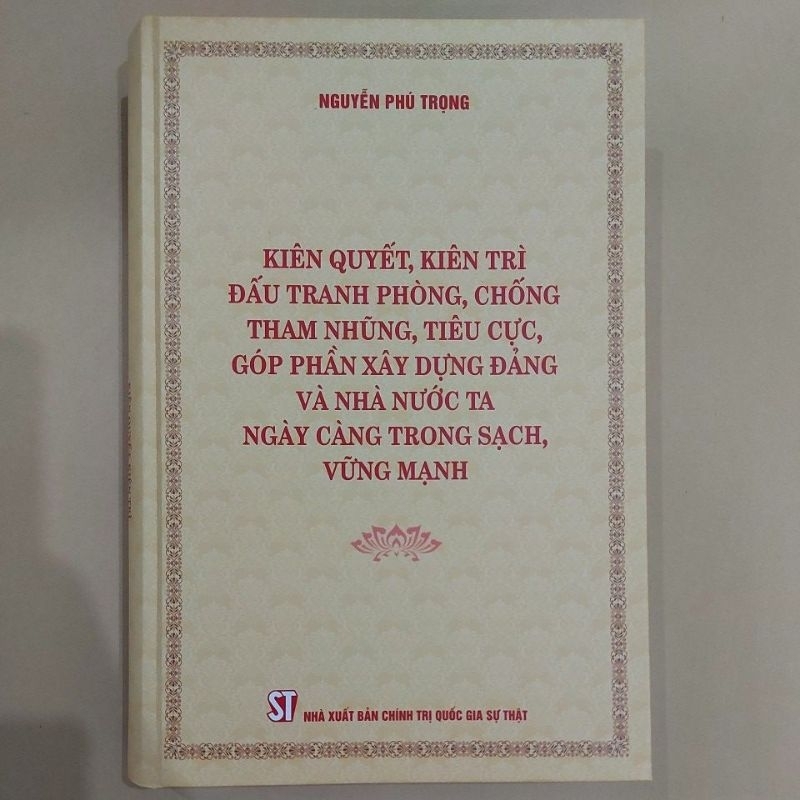 NGUYỄN PHÚ TRỌNG
KIÊN QUYẾT, KIÊN TRÌ
ĐẤU TRANH PHÒNG, CHỐNG
THAM NHŨNG, TIÊU CỰC,
GÓP PHẦN XÂY DỰNG ĐẢNG
VÀ NHÀ NƯỚC TA
NGÀY CÀNG TRONG SẠCH,
VỮNG MẠNH
ST NHÀ XUẤT BẢN CHÍNH TRỊ QUỐC GIA SỰ THẬT